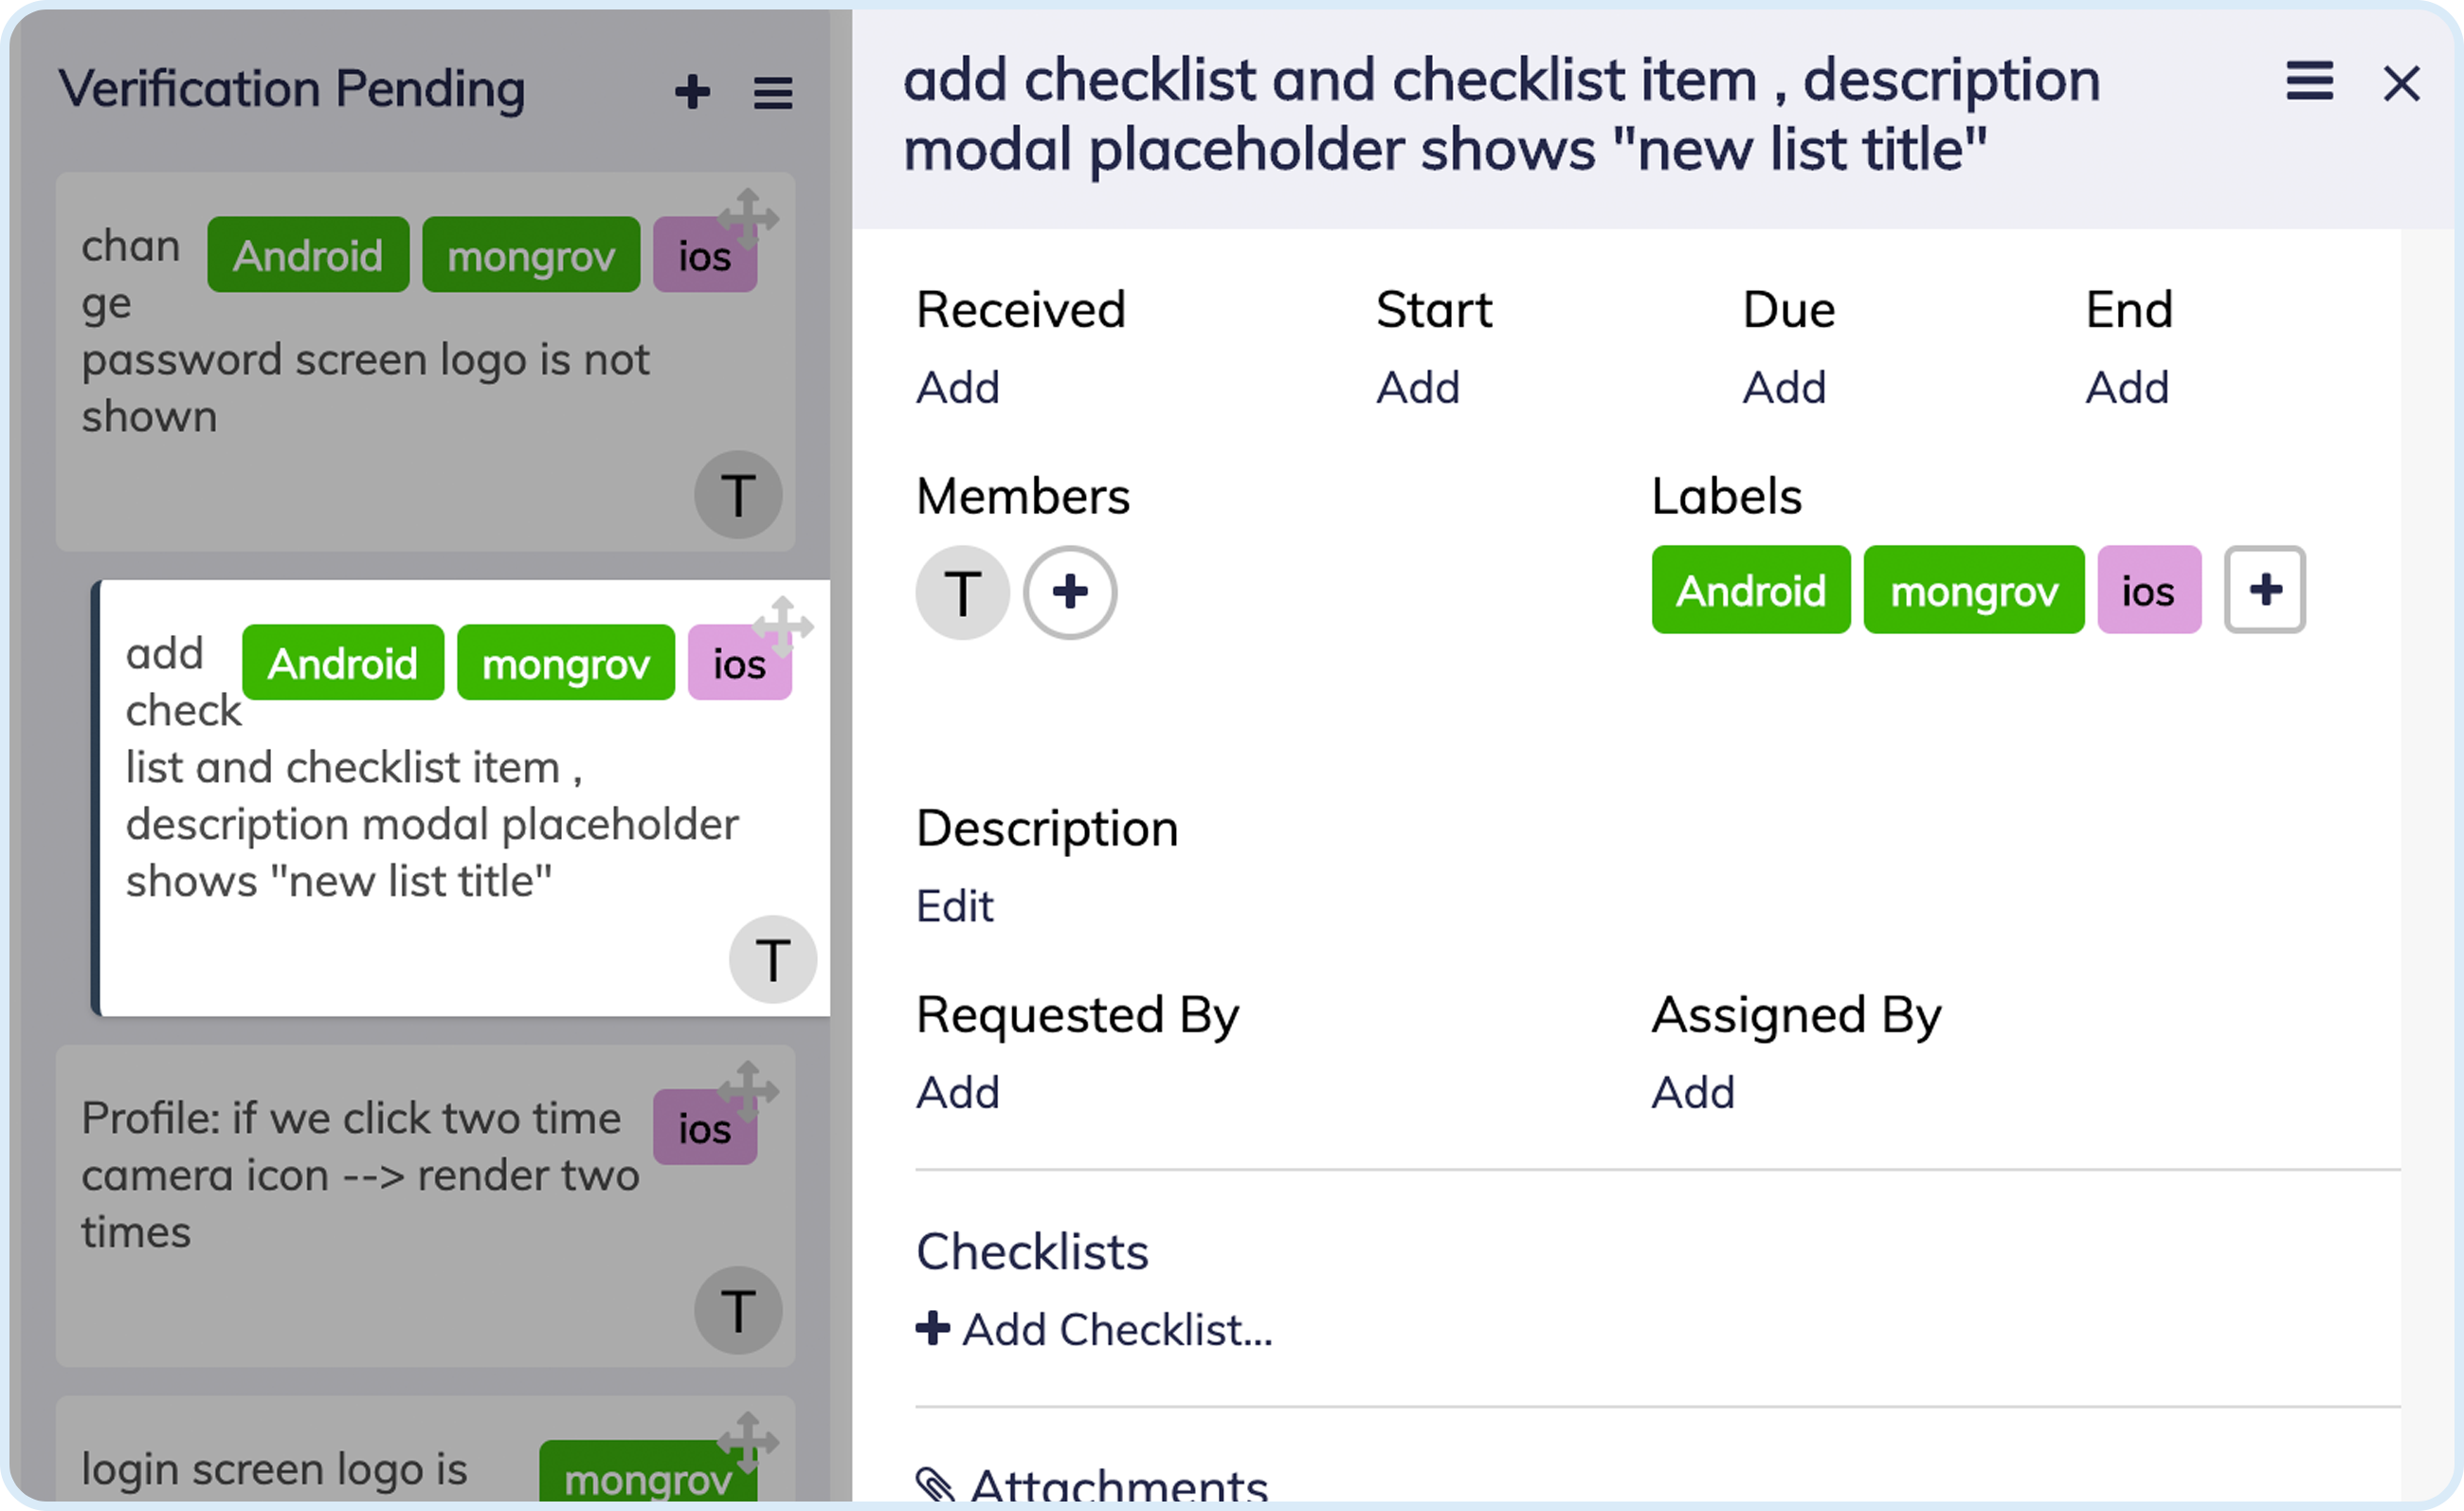 Verification Pending
chan
ge
password screen logo is not
shown
Android
mongrov
ios
T
add
check
list and checklist item ,
description modal placeholder
shows "new list title"
Android
mongrov
ios
T
Profile: if we click two time
camera icon --> render two
times
ios
T
login screen logo is
mongrov
add checklist and checklist item , description
modal placeholder shows "new list title"
Received
Start
Due
End
Add
Add
Add
Add
Members
Labels
T
Android
mongrov
ios
Description
Edit
Requested By
Assigned By
Add
Add
Checklists
Add Checklist...
Attachments